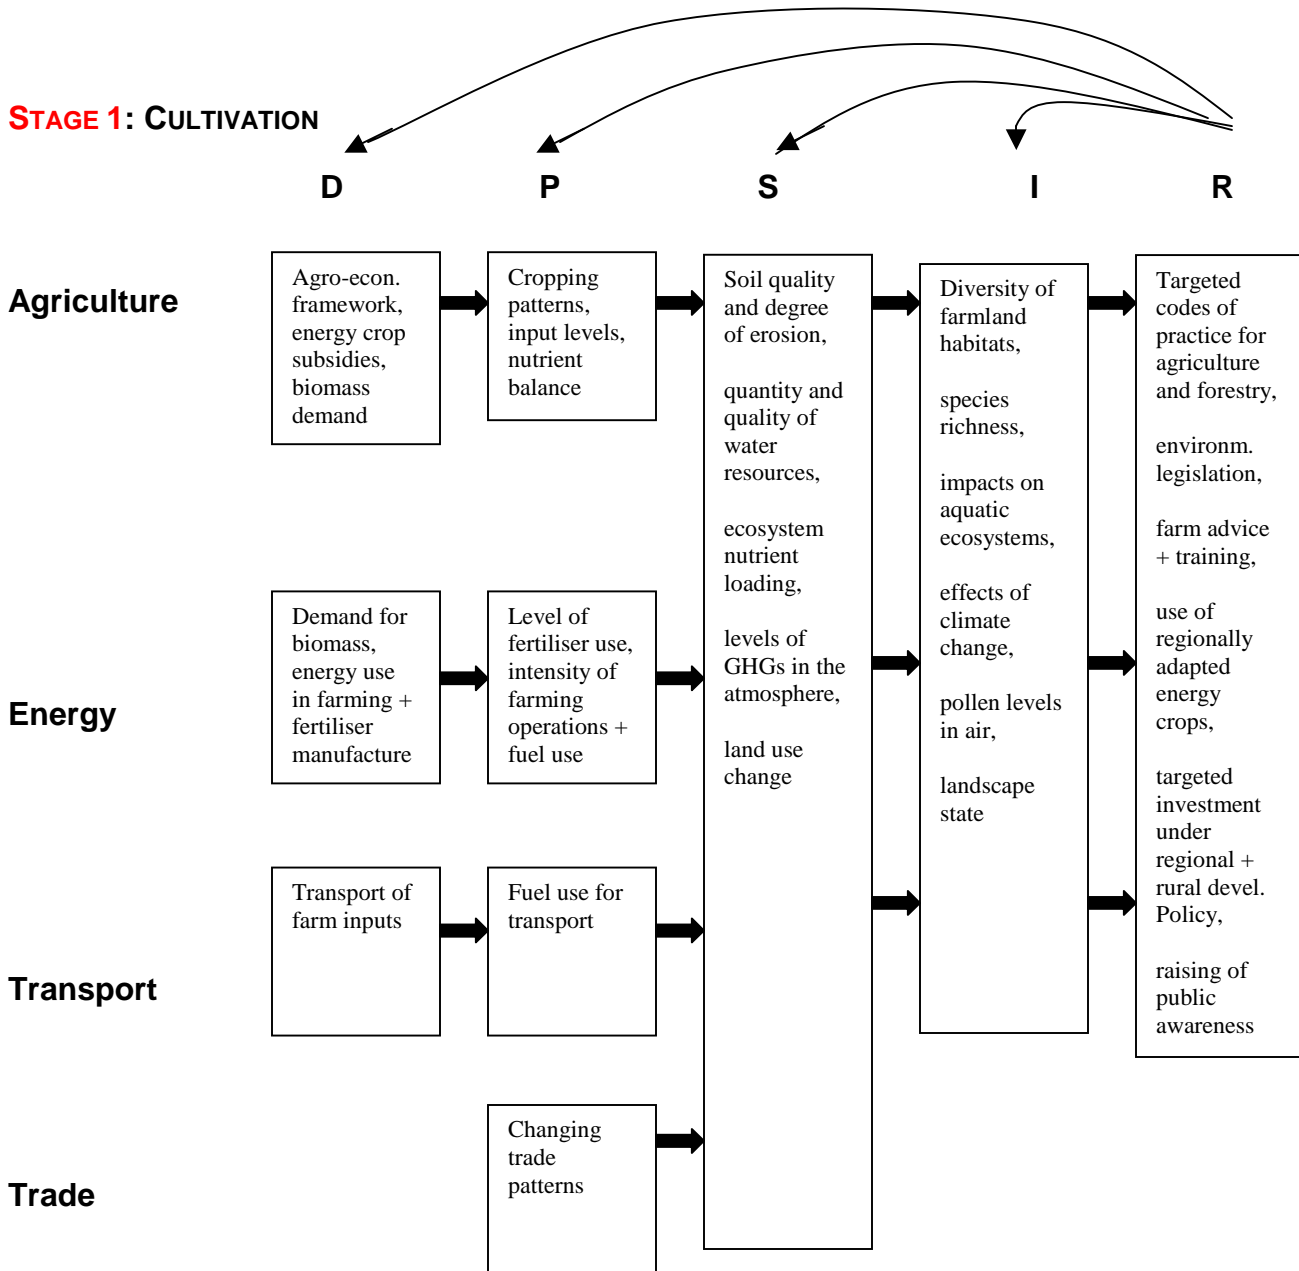 STAGE 1: CULTIVATION
D P S I R
Agriculture
Agro-econ.
framework,
energy crop
subsidies,
biomass
demand
Cropping
patterns,
input levels,
nutrient
balance
Soil quality
and degree
of erosion,
quantity and
quality of
water
resources,
ecosystem
nutrient
loading,
levels of
GHGs in the
atmosphere,
land use
change
Diversity of
farmland
habitats,
species
richness,
impacts on
aquatic
ecosystems,
effects of
climate
change,
pollen levels
in air,
landscape
state
Targeted
codes of
practice for
agriculture
and forestry,
environm.
legislation,
farm advice
+ training,
use of
regionally
adapted
energy
crops,
targeted
investment
under
regional +
rural devel.
Policy,
raising of
public
awareness
Energy
Demand for
biomass,
energy use
in farming +
fertiliser
manufacture
Level of
fertiliser use,
intensity of
farming
operations +
fuel use
Transport
Transport of
farm inputs
Fuel use for
transport
Trade
Changing
trade
patterns